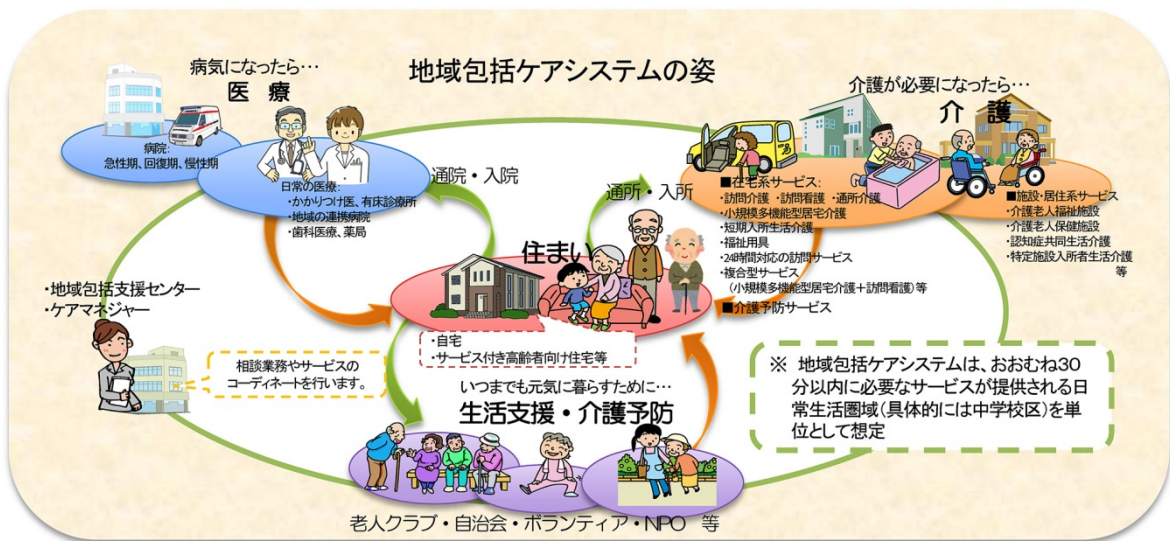 地域包括ケアシステムの姿
病気になったら…
医 療
病院:
急性期、回復期、慢性期
日常の医療:
・かかりつけ医、有床診療所
・地域の連携病院
・歯科医療、薬局
通院・入院
通所・入所
介護が必要になったら…
介 護
■在宅系サービス:
・訪問介護 ・訪問看護 ・通所介護
・小規模多機能型居宅介護
・短期入所生活介護
・福祉用具
・24時間対応の訪問サービス
・複合型サービス
(小規模多機能型居宅介護+訪問看護)等
■介護予防サービス
■施設・居住系サービス
・介護老人福祉施設
・介護老人保健施設
・認知症共同生活介護
・特定施設入所者生活介護
等
住まい
・自宅
・サービス付き高齢者向け住宅等
・地域包括支援センター
・ケアマネジャー
相談業務やサービスの
コーディネートを行います。
いつまでも元気に暮らすために…
生活支援・介護予防
老人クラブ・自治会・ボランティア・NPO 等
※ 地域包括ケアシステムは、おおむね30
分以内に必要なサービスが提供される日
常生活圏域(具体的には中学校区)を単
位として想定